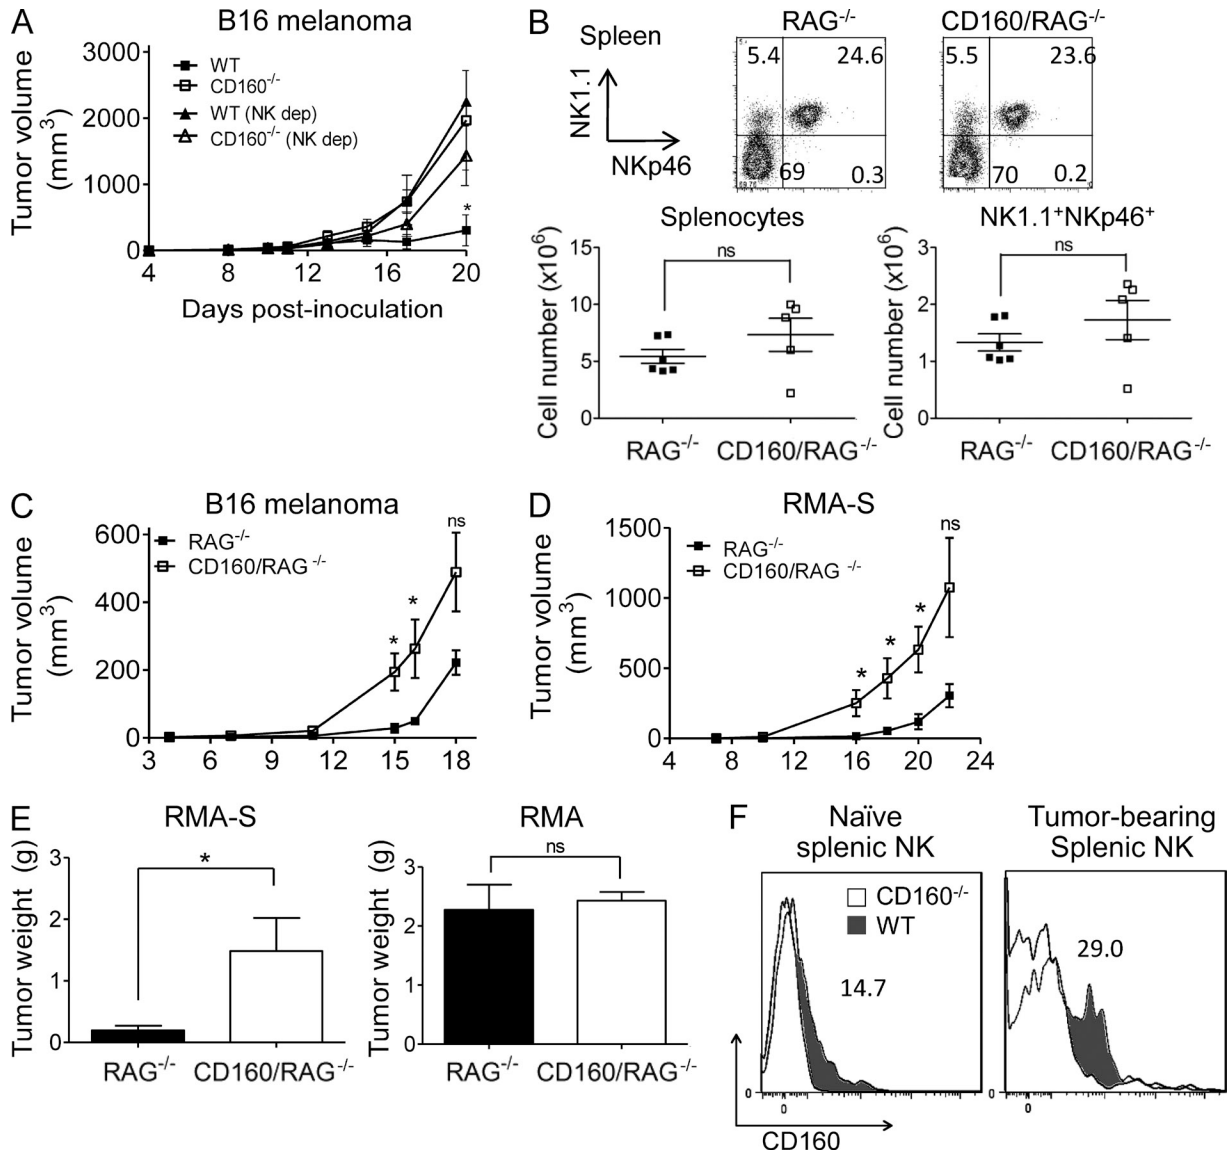 A
B16 melanoma
Tumor volume
(mm³)
3000
2000
1000
0
WT
CD160-/-
WT (NK dep)
CD160-/- (NK dep)
*
4
8
12
16
20
Days post-inoculation
B
Spleen
NK1.1
NKp46
RAG-/-
5.4
24.6
69
0.3
CD160/RAG-/-
5.5
23.6
70
0.2
Splenocytes
Cell number (x10⁶)
15
10
5
0
ns
RAG-/-
CD160/RAG-/-
NK1.1⁺NKp46⁺
Cell number (x10⁶)
3
2
1
0
ns
RAG-/-
CD160/RAG-/-
C
B16 melanoma
Tumor volume
(mm³)
600
400
200
0
RAG-/-
CD160/RAG -/-
*
*
ns
3
6
9
12
15
18
D
RMA-S
Tumor volume
(mm³)
1500
1000
500
0
RAG-/-
CD160/RAG -/-
*
*
*
ns
4
8
12
16
20
24
E
RMA-S
Tumor weight (g)
3
2
1
0
*
RAG-/-
CD160/RAG-/-
RMA
Tumor weight (g)
3
2
1
0
ns
RAG-/-
CD160/RAG-/-
F
Naïve
splenic NK
CD160-/-
WT
14.7
0
0
CD160
Tumor-bearing
Splenic NK
29.0
0
0